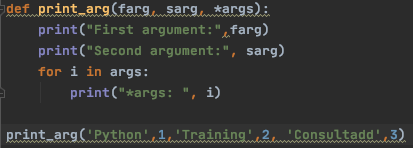 def print_arg(farg, sarg, *args):
    print("First argument:",farg)
    print("Second argument:", sarg)
    for i in args:
        print("*args: ", i)
print_arg('Python',1,'Training',2, 'Consultadd',3)